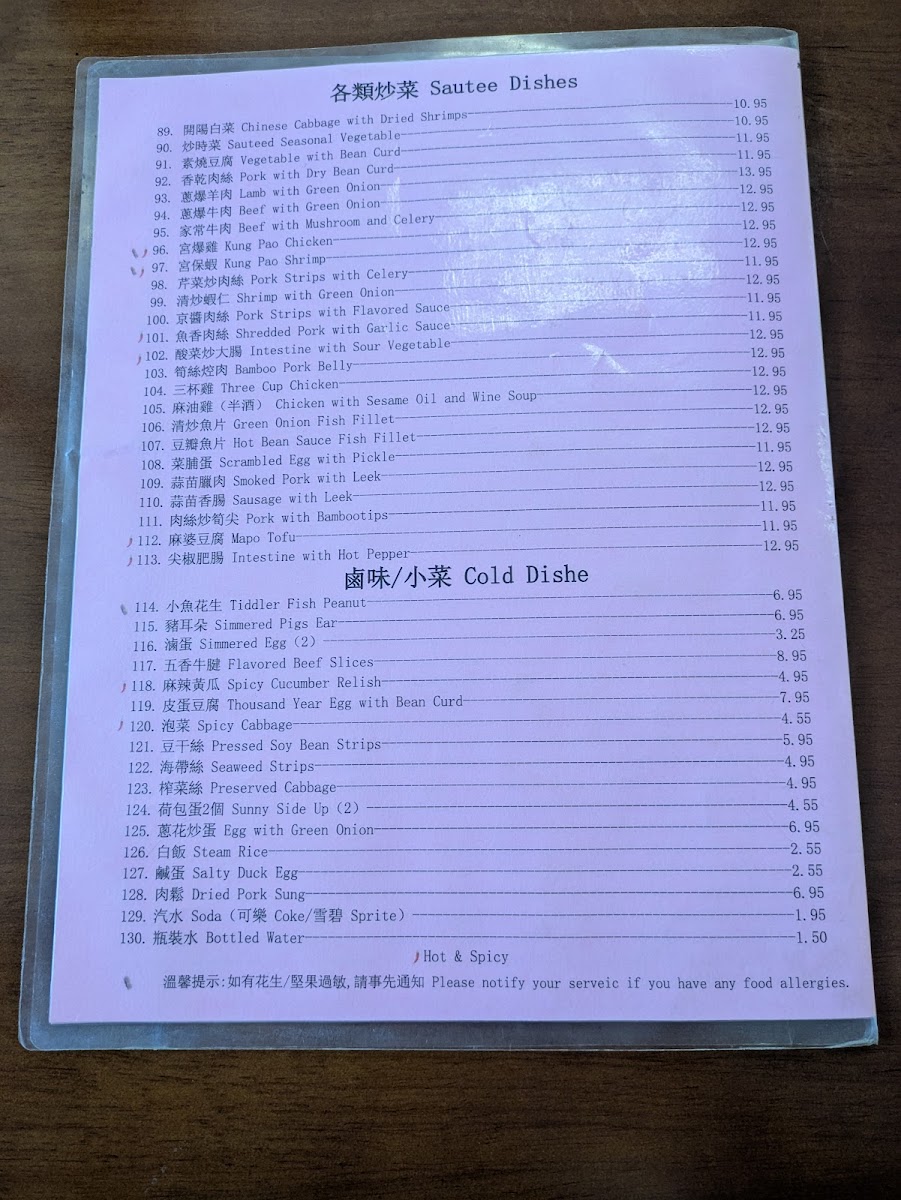 各類炒菜 Sautee Dishes
89. 開陽白菜 Chinese Cabbage with Dried Shrimps 10.95
90. 炒時菜 Sauteed Seasonal Vegetable 10.95
91. 素燒豆腐 Vegetable with Bean Curd 11.95
92. 香乾肉絲 Pork with Dry Bean Curd 11.95
93. 蔥爆羊肉 Lamb with Green Onion 13.95
94. 蔥爆牛肉 Beef with Green Onion 12.95
95. 家常牛肉 Beef with Mushroom and Celery 12.95
96. 宮爆雞 Kung Pao Chicken 12.95
97. 宮保蝦 Kung Pao Shrimp 12.95
98. 芹菜炒肉絲 Pork Strips with Celery 11.95
99. 清炒蝦仁 Shrimp with Green Onion 12.95
100. 京醬肉絲 Pork Strips with Flavored Sauce 11.95
101. 魚香肉絲 Shredded Pork with Garlic Sauce 11.95
102. 酸菜炒大腸 Intestine with Sour Vegetable 12.95
103. 筍絲焢肉 Bamboo Pork Belly 12.95
104. 三杯雞 Three Cup Chicken 12.95
105. 麻油雞（半酒） Chicken with Sesame Oil and Wine Soup 12.95
106. 清炒魚片 Green Onion Fish Fillet 12.95
107. 豆瓣魚片 Hot Bean Sauce Fish Fillet 12.95
108. 菜脯蛋 Scrambled Egg with Pickle 11.95
109. 蒜苗臘肉 Smoked Pork with Leek 12.95
110. 蒜苗香腸 Sausage with Leek 12.95
111. 肉絲炒筍尖 Pork with Bambootips 11.95
112. 麻婆豆腐 Mapo Tofu 11.95
113. 尖椒肥腸 Intestine with Hot Pepper 12.95
鹵味/小菜 Cold Dishe
114. 小魚花生 Tiddler Fish Peanut 6.95
115. 豬耳朵 Simmered Pigs Ear 6.95
116. 滷蛋 Simmered Egg（2） 3.25
117. 五香牛腱 Flavored Beef Slices 8.95
118. 麻辣黃瓜 Spicy Cucumber Relish 4.95
119. 皮蛋豆腐 Thousand Year Egg with Bean Curd 7.95
120. 泡菜 Spicy Cabbage 4.55
121. 豆干絲 Pressed Soy Bean Strips 5.95
122. 海帶絲 Seaweed Strips 4.95
123. 榨菜絲 Preserved Cabbage 4.95
124. 荷包蛋2個 Sunny Side Up（2） 4.55
125. 蔥花炒蛋 Egg with Green Onion 6.95
126. 白飯 Steam Rice 2.55
127. 鹹蛋 Salty Duck Egg 2.55
128. 肉鬆 Dried Pork Sung 6.95
129. 汽水 Soda（可樂 Coke/雪碧 Sprite） 1.95
130. 瓶裝水 Bottled Water 1.50
Hot & Spicy
溫馨提示:如有花生/堅果過敏,請事先通知 Please notify your serveic if you have any food allergies.